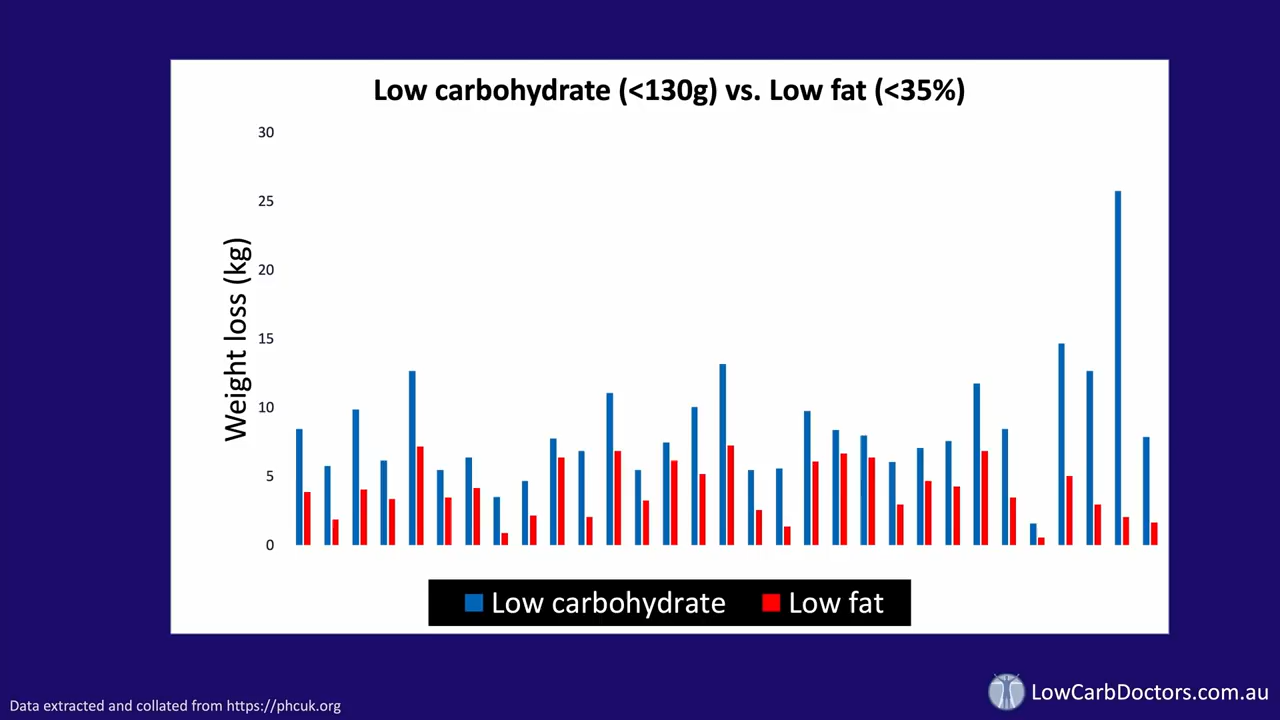 Low carbohydrate (<130g) vs. Low fat (<35%)
30
25
20
15
10
5
0
Weight loss (kg)
Low carbohydrate
Low fat
Data extracted and collated from https://phcuk.org
LowCarbDoctors.com.au